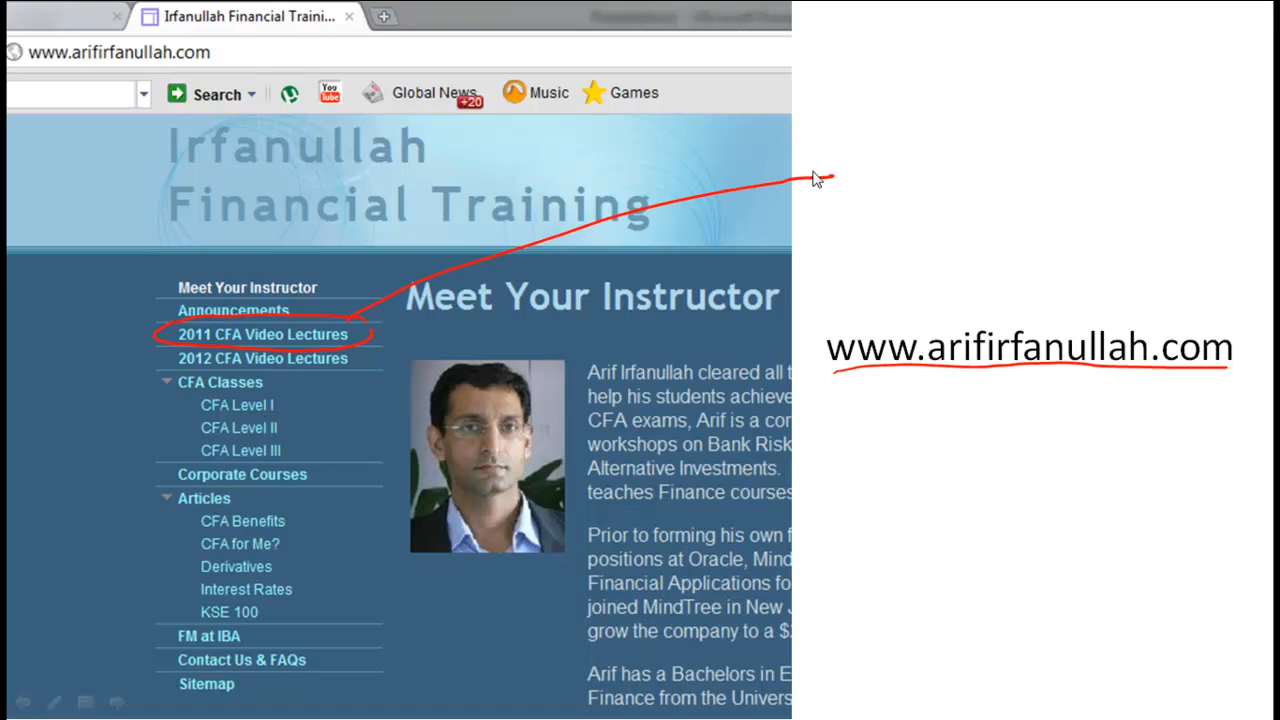 Irfanullah Financial Traini...
www.arifirfanullah.com
Search
You
Tube
Global News
+20
Music
Games
Irfanullah
Financial Training
Meet Your Instructor
Announcements
2011 CFA Video Lectures
2012 CFA Video Lectures
CFA Classes
CFA Level I
CFA Level II
CFA Level III
Corporate Courses
Articles
CFA Benefits
CFA for Me?
Derivatives
Interest Rates
KSE 100
FM at IBA
Contact Us & FAQs
Sitemap
Meet Your Instructor
Arif Irfanullah cleared all
help his students achieve
CFA exams, Arif is a
workshops on Bank Risk
Alternative Investments.
teaches Finance courses
Prior to forming his own
positions at Oracle,
Financial Applications
joined MindTree in New
grow the company to a
Arif has a Bachelors in
Finance from the
www.arifirfanullah.com